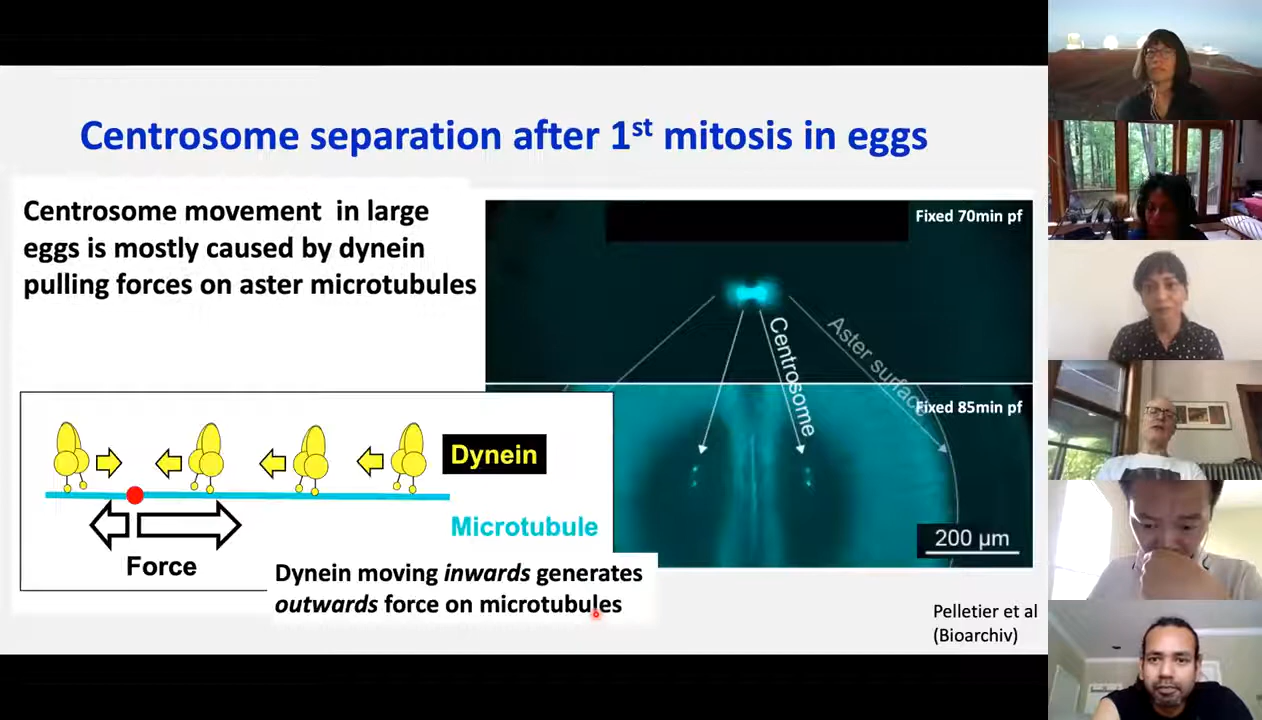 Centrosome separation after 1st mitosis in eggs
Centrosome movement in large
eggs is mostly caused by dynein
pulling forces on aster microtubules
Fixed 70min pf
Centrosome
Aster surface
Fixed 85min pf
200 µm
Dynein
Microtubule
Force
Dynein moving inwards generates
outwards force on microtubules
Pelletier et al
(Bioarchiv)